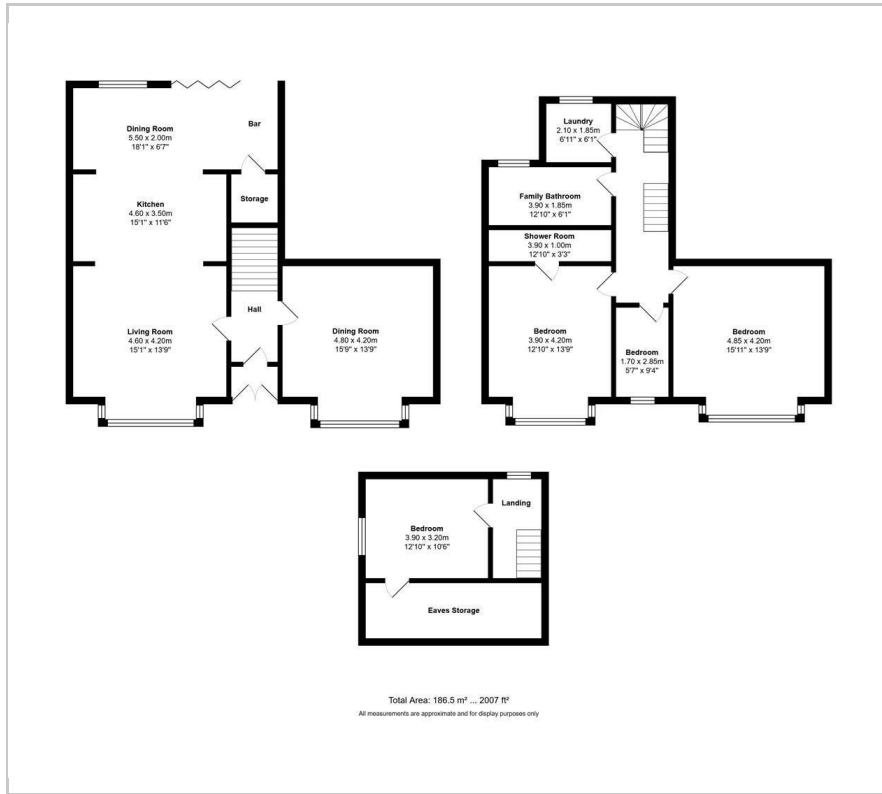 Dining Room
5.50 x 2.00m
18'1" x 6'7"
Bar
Storage
Kitchen
4.60 x 3.50m
15'1" x 11'6"
Hall
Living Room
4.60 x 4.20m
15'1" x 13'9"
Dining Room
4.80 x 4.20m
15'9" x 13'9"
Laundry
2.10 x 1.85m
6'11" x 6'1"
Family Bathroom
3.90 x 1.85m
12'10" x 6'1"
Shower Room
3.90 x 1.00m
12'10" x 3'3"
Bedroom
3.90 x 4.20m
12'10" x 13'9"
Bedroom
1.70 x 2.85m
5'7" x 9'4"
Bedroom
4.85 x 4.20m
15'11" x 13'9"
Landing
Bedroom
3.90 x 3.20m
12'10" x 10'6"
Eaves Storage
Total Area: 186.5 m² ... 2007 ft²
All measurements are approximate and for display purposes only